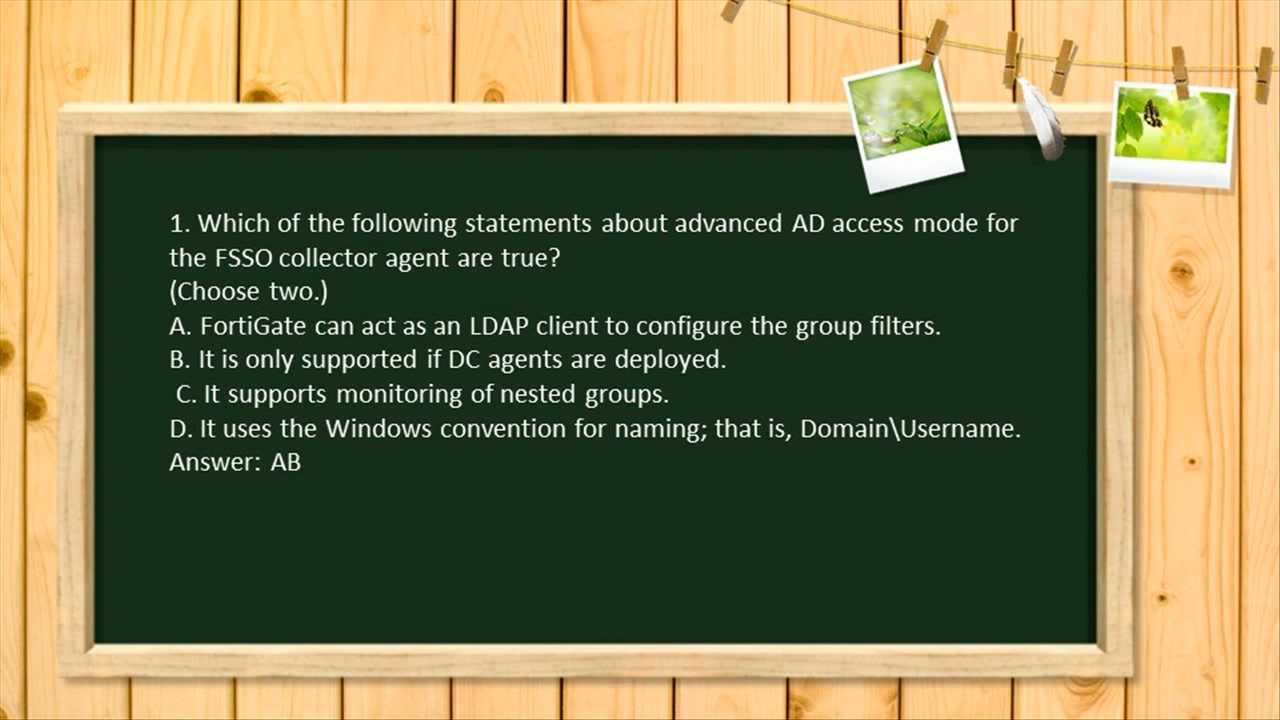 1. Which of the following statements about advanced AD access mode for
the FSSO collector agent are true?
(Choose two.)
A. FortiGate can act as an LDAP client to configure the group filters.
B. It is only supported if DC agents are deployed.
C. It supports monitoring of nested groups.
D. It uses the Windows convention for naming; that is, Domain\Username.
Answer: AB